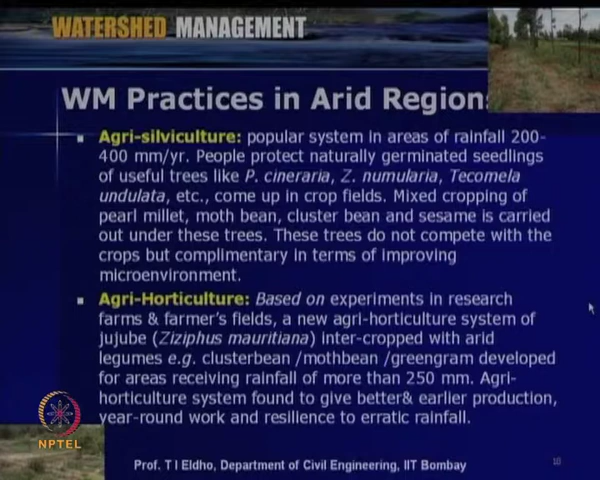 WATERSHED MANAGEMENT
WM Practices in Arid Regions
Agri-silviculture: popular system in areas of rainfall 200-
400 mm/yr. People protect naturally germinated seedlings
of useful trees like P. cineraria, Z. numularia, Tecomela
undulata, etc., come up in crop fields. Mixed cropping of
pearl millet, moth bean, cluster bean and sesame is carried
out under these trees. These trees do not compete with the
crops but complimentary in terms of improving
microenvironment.
Agri-Horticulture: Based on experiments in research
farms & farmer's fields, a new agri-horticulture system of
jujube (Ziziphus mauritiana) inter-cropped with arid
legumes e.g. clusterbean /mothbean /greengram developed
for areas receiving rainfall of more than 250 mm. Agri-
horticulture system found to give better& earlier production,
year-round work and resilience to erratic rainfall.
NPTEL
Prof. T I Eldho, Department of Civil Engineering, IIT Bombay
18